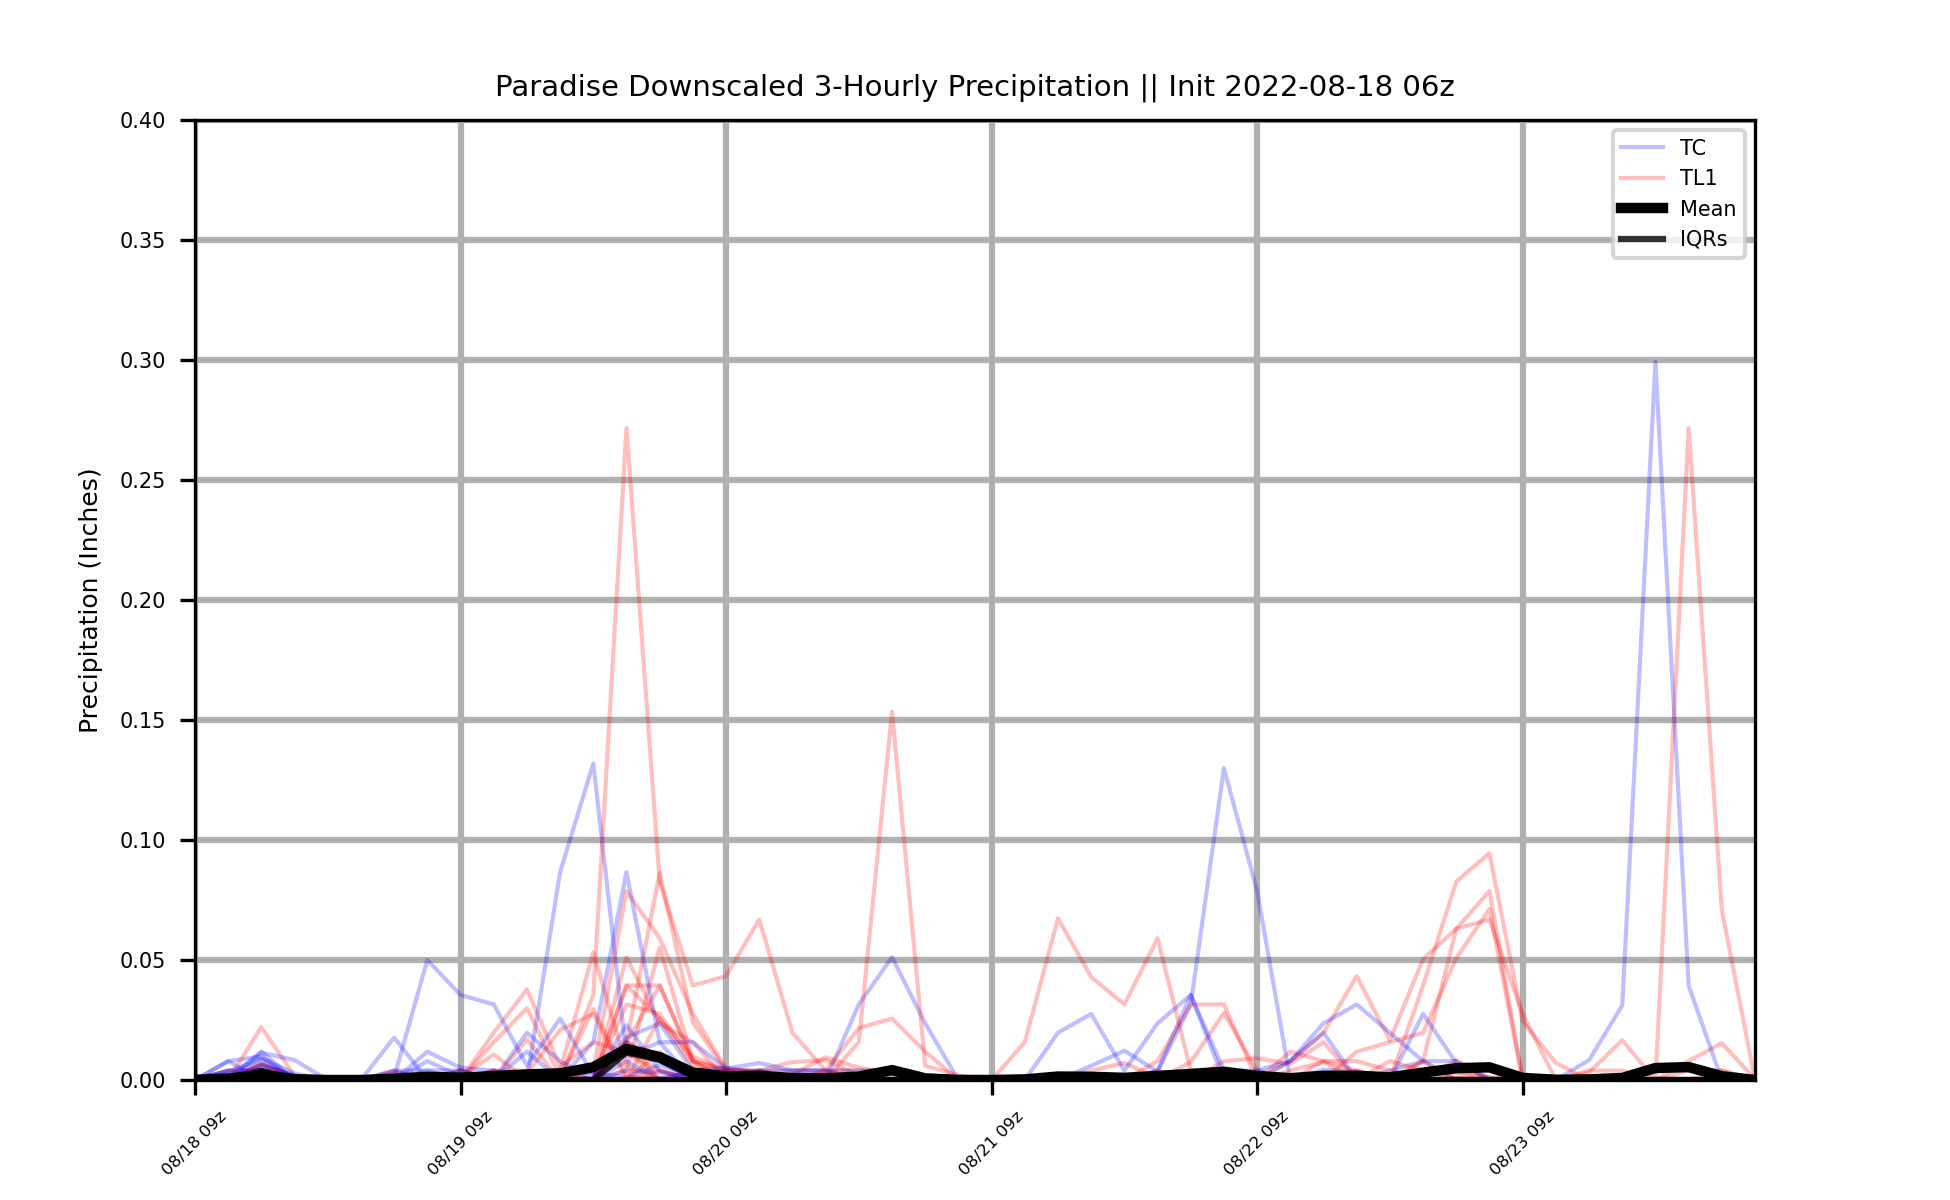 Paradise Downscaled 3-Hourly Precipitation || Init 2022-08-18 06z
TC
TL1
Mean
IQRs
Precipitation (Inches)
0.40
0.35
0.30
0.25
0.20
0.15
0.10
0.05
0.00
08/18 09z
08/19 09z
08/20 09z
08/21 09z
08/22 09z
08/23 09z